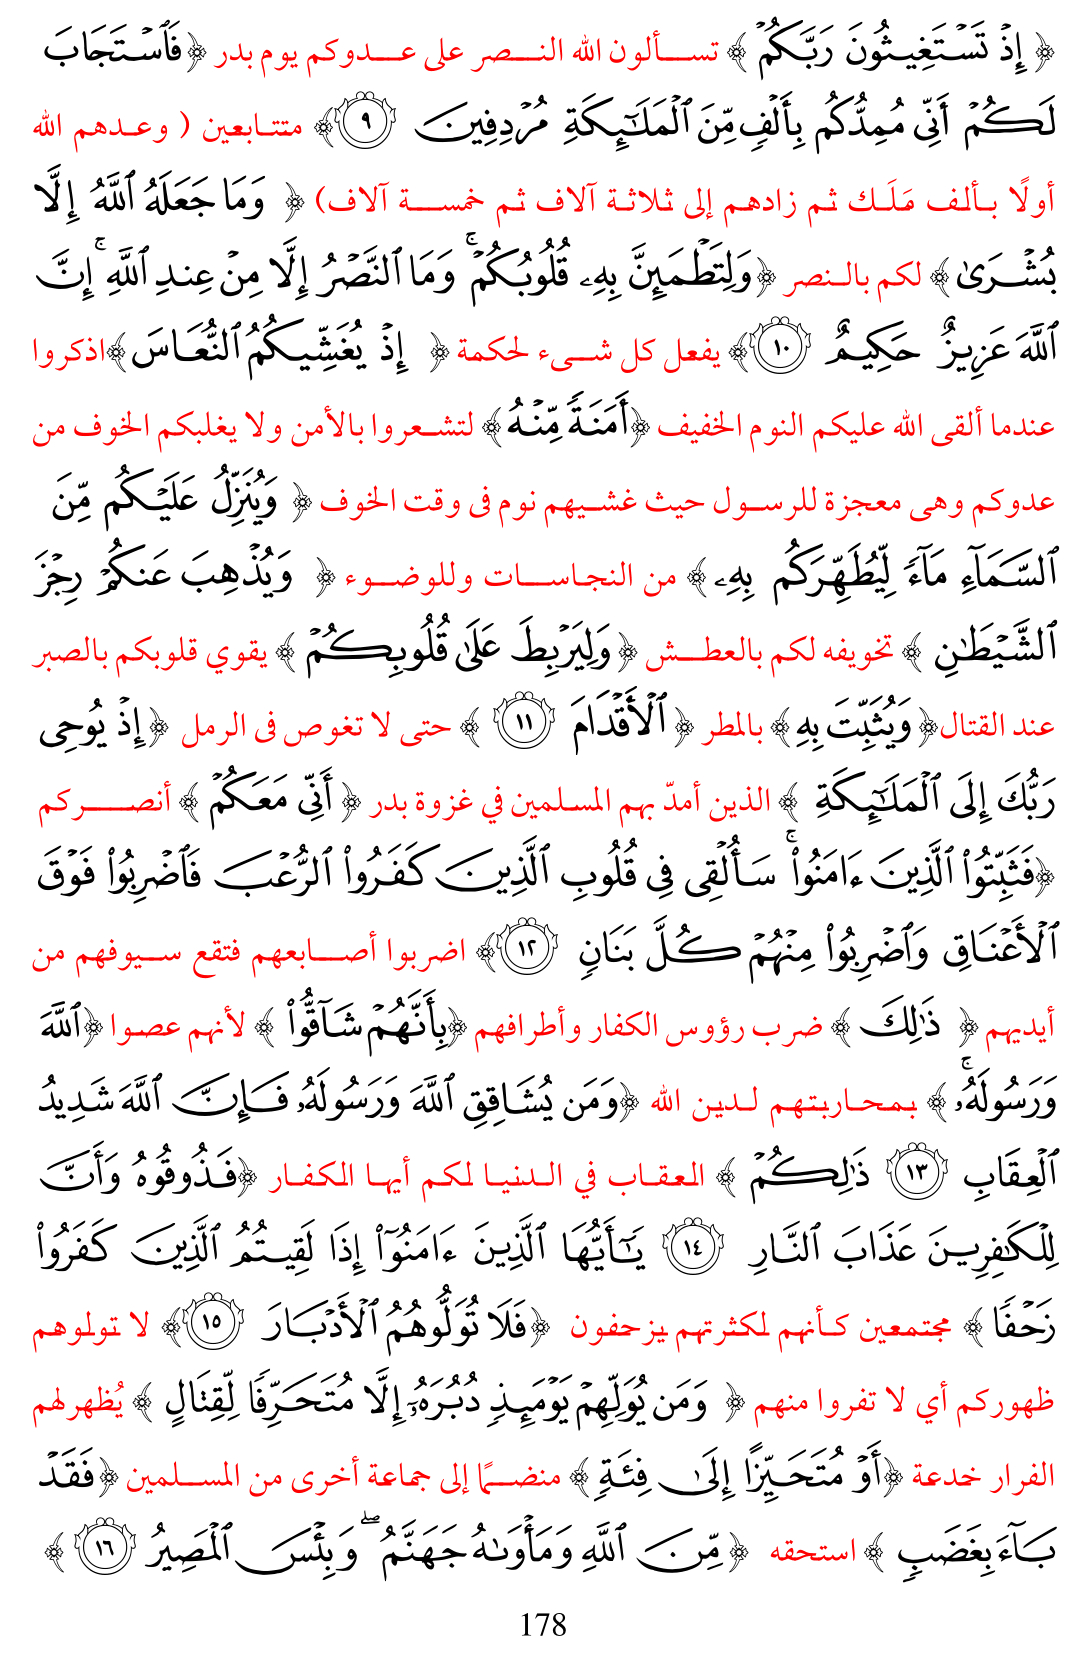 ﴿ إِذۡ تَسۡتَغِيثُونَ رَبَّكُمۡ ﴾ تسألون الله النصر على عدوكم يوم بدر ﴿فَٱسۡتَجَابَ
لَكُمۡ أَنِّي مُمِدُّكُم بِأَلۡفٖ مِّنَ ٱلۡمَلَٰٓئِكَةِ مُرۡدِفِينَ ٩﴾ متتابعين ( وعدهم الله
أولًا بألف مَلَك ثم زادهم إلى ثلاثة آلاف ثم خمسة آلاف) ﴿ وَمَا جَعَلَهُ ٱللَّهُ إِلَّا
بُشۡرَىٰ﴾ لكم بالنصر ﴿وَلِتَطۡمَئِنَّ بِهِۦ قُلُوبُكُمۡۚ وَمَا ٱلنَّصۡرُ إِلَّا مِنۡ عِندِ ٱللَّهِۚ إِنَّ
ٱللَّهَ عَزِيزٌ حَكِيمٌ ١٠﴾ يفعل كل شىء لحكمة ﴿ إِذۡ يُغَشِّيكُمُ ٱلنُّعَاسَ﴾اذكروا
عندما ألقى الله عليكم النوم الخفيف ﴿أَمَنَةٗ مِّنۡهُ﴾ لتشعروا بالأمن ولا يغلبكم الخوف من
عدوكم وهى معجزة للرسول حيث غشيهم نوم فى وقت الخوف ﴿ وَيُنَزِّلُ عَلَيۡكُم مِّنَ
ٱلسَّمَآءِ مَآءٗ لِّيُطَهِّرَكُم بِهِۦ﴾ من النجاسات وللوضوء ﴿ وَيُذۡهِبَ عَنكُمۡ رِجۡزَ
ٱلشَّيۡطَٰنِ ﴾ تخويفه لكم بالعطش ﴿وَلِيَرۡبِطَ عَلَىٰ قُلُوبِكُمۡ ﴾ يقوي قلوبكم بالصبر
عند القتال﴿وَيُثَبِّتَ بِهِ﴾ بالمطر ﴿ٱلۡأَقۡدَامَ ١١ ﴾ حتى لا تغوص فى الرمل ﴿إِذۡ يُوحِي
رَبُّكَ إِلَى ٱلۡمَلَٰٓئِكَةِ ﴾ الذين أمدّ بهم المسلمين في غزوة بدر ﴿أَنِّي مَعَكُمۡ ﴾ أنصركم
﴿فَثَبِّتُواْ ٱلَّذِينَ ءَامَنُواْۚ سَأُلۡقِي فِي قُلُوبِ ٱلَّذِينَ كَفَرُواْ ٱلرُّعۡبَ فَٱضۡرِبُواْ فَوۡقَ
ٱلۡأَعۡنَاقِ وَٱضۡرِبُواْ مِنۡهُمۡ كُلَّ بَنَانٖ ١٢﴾ اضربوا أصابعهم فتقع سيوفهم من
أيديهم ﴿ ذَٰلِكَ ﴾ ضرب رؤوس الكفار وأطرافهم ﴿بِأَنَّهُمۡ شَآقُّواْ ﴾ لأنهم عصوا ﴿ٱللَّهَ
وَرَسُولَهُۥۚ ﴾ بمحاربتهم لدين الله ﴿وَمَن يُشَاقِقِ ٱللَّهَ وَرَسُولَهُۥ فَإِنَّ ٱللَّهَ شَدِيدُ
ٱلۡعِقَابِ ١٣ ذَٰلِكُمۡ ﴾ العقاب في الدنيا لكم أيها الكفار ﴿فَذُوقُوهُ وَأَنَّ
لِلۡكَٰفِرِينَ عَذَابَ ٱلنَّارِ ١٤ يَٰٓأَيُّهَا ٱلَّذِينَ ءَامَنُوٓاْ إِذَا لَقِيتُمُ ٱلَّذِينَ كَفَرُواْ
زَحۡفٗا ﴾ مجتمعين كأنهم لكثرتهم يزحفون ﴿فَلَا تُوَلُّوهُمُ ٱلۡأَدۡبَارَ ١٥﴾ لا تولوهم
ظهوركم أي لا تفروا منهم ﴿ وَمَن يُوَلِّهِمۡ يَوۡمَئِذٖ دُبُرَهُۥٓ إِلَّا مُتَحَرِّفٗا لِّقِتَالٍ ﴾ يُظهر لهم
الفرار خدعة ﴿أَوۡ مُتَحَيِّزًا إِلَىٰ فِئَةٖ﴾ منضمًا إلى جماعة أخرى من المسلمين ﴿فَقَدۡ
بَآءَ بِغَضَبٖ ﴾ استحقه ﴿مِّنَ ٱللَّهِ وَمَأۡوَىٰهُ جَهَنَّمُۖ وَبِئۡسَ ٱلۡمَصِيرُ ١٦ ﴾
178